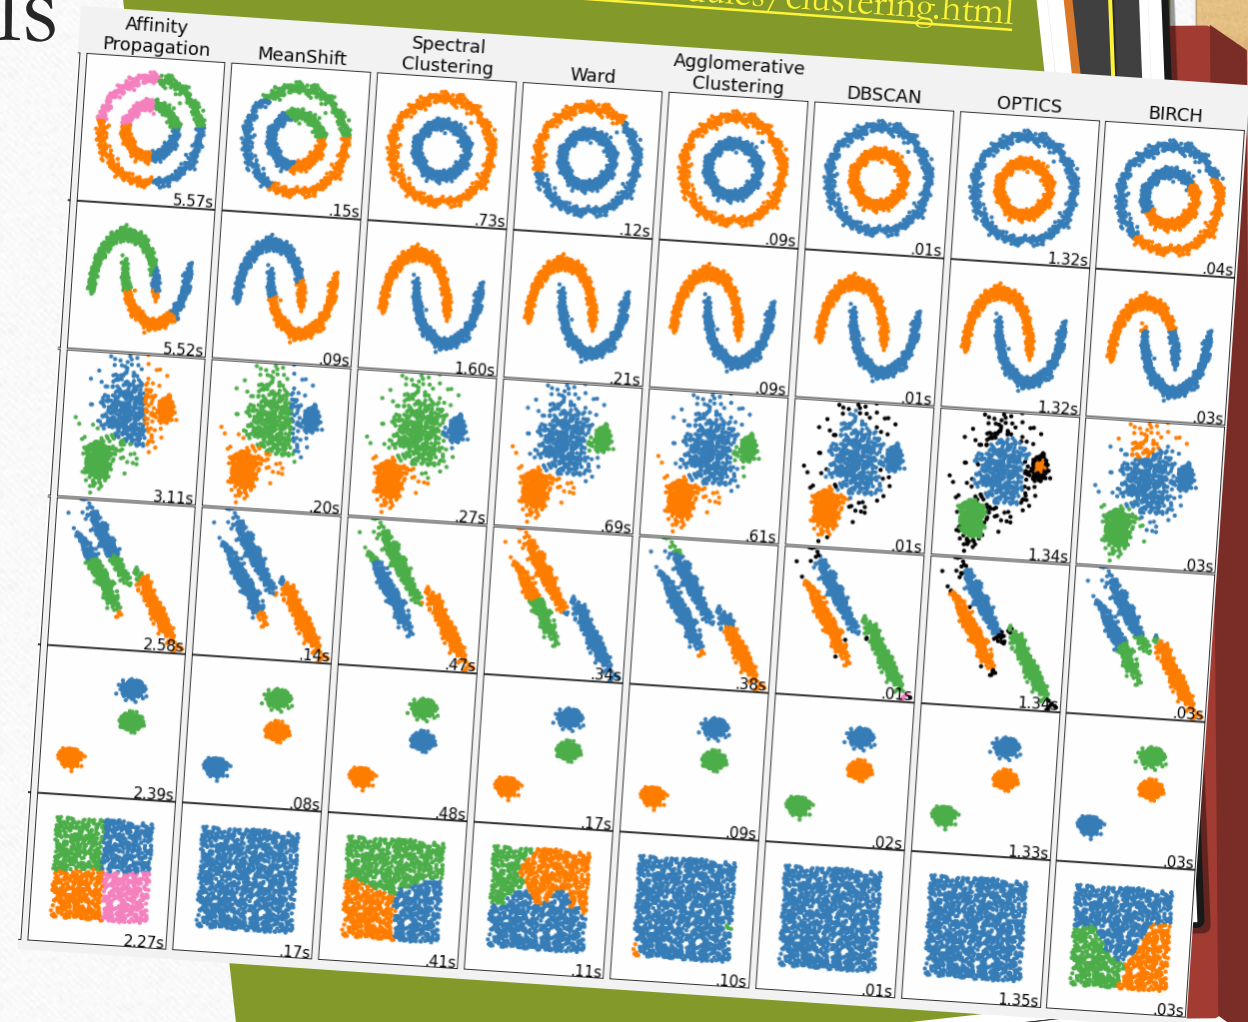 clustering.html
Affinity
Propagation
MeanShift
Spectral
Clustering
Ward
Agglomerative
Clustering
DBSCAN
OPTICS
BIRCH
5.57s
.15s
.73s
.12s
.09s
.01s
1.32s
.04s
5.52s
.09s
1.60s
.21s
.09s
.01s
1.32s
.03s
3.11s
.20s
.27s
.69s
.61s
.01s
1.34s
.03s
2.58s
.14s
.47s
.34s
.38s
.01s
1.34s
.03s
2.39s
.08s
.48s
.17s
.09s
.02s
1.33s
.03s
2.27s
.17s
.41s
.11s
.10s
.01s
1.35s
.03s